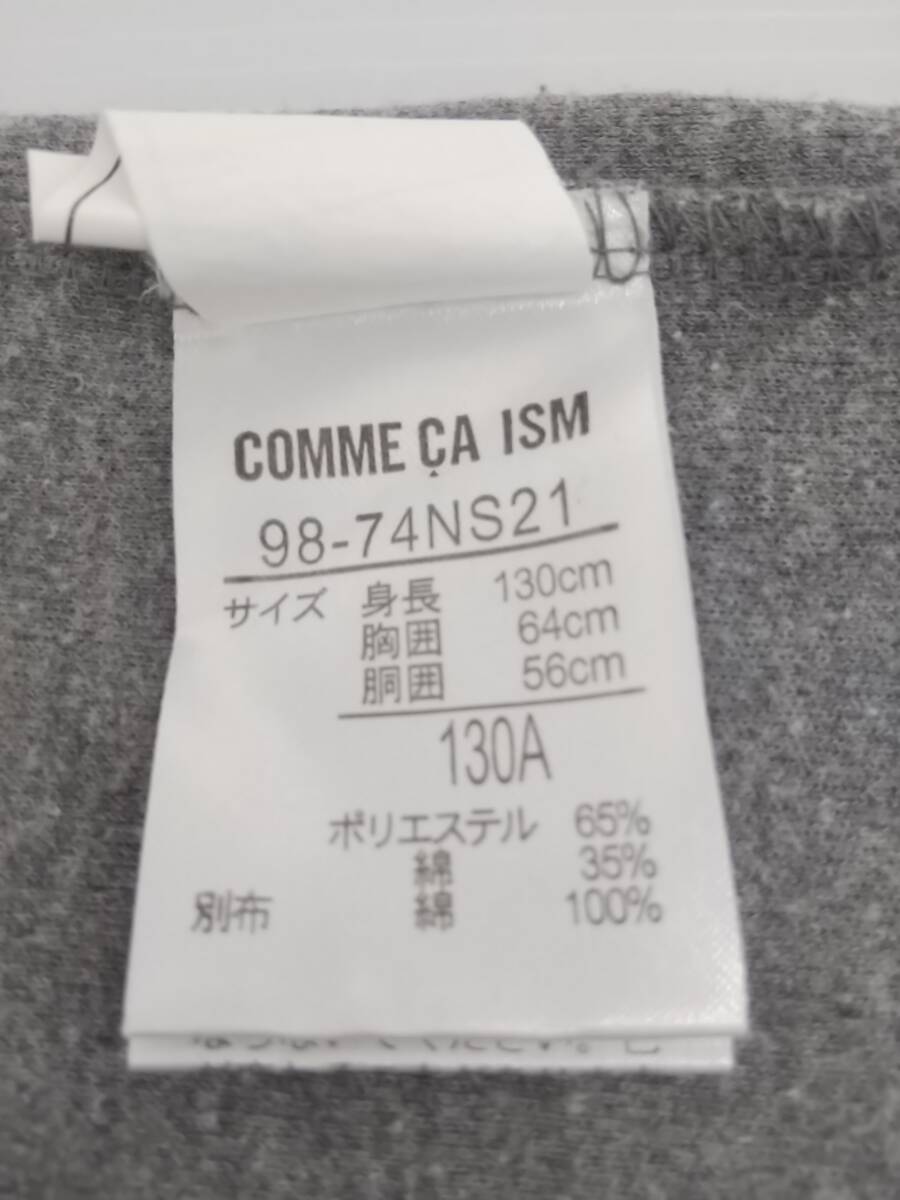 COMME ÇA ISM
98-74NS21
サイズ 身長 130cm
胸囲 64cm
胴囲 56cm
130A
ポリエステル 65%
綿 35%
別布 綿 100%